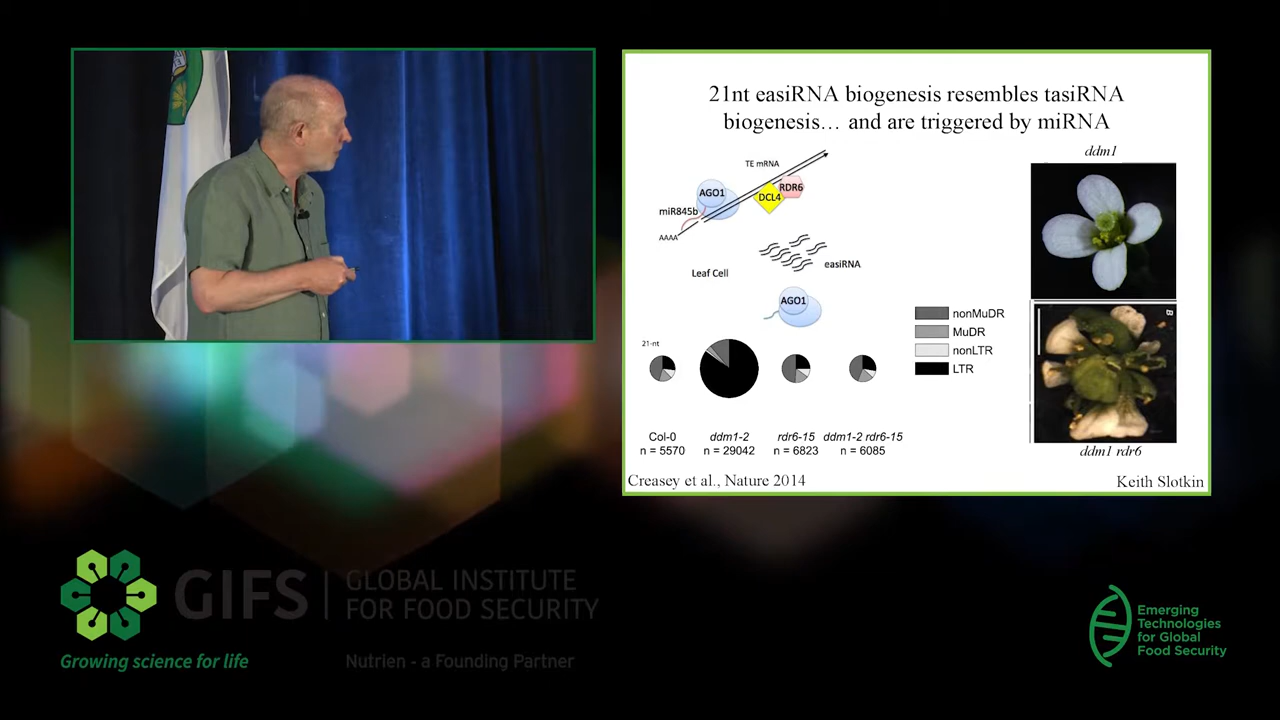 21nt easiRNA biogenesis resembles tasiRNA
biogenesis… and are triggered by miRNA
ddm1
TE mRNA
AGO1
RDR6
DCL4
miR845b
AAAA
easiRNA
Leaf Cell
AGO1
nonMuDR
MuDR
nonLTR
LTR
B
21-nt
Col-0 ddm1-2 rdr6-15 ddm1-2 rdr6-15
n = 5570 n = 29042 n = 6823 n = 6085
ddm1 rdr6
Creasey et al., Nature 2014
Keith Slotkin
GIFS
GLOBAL INSTITUTE
FOR FOOD SECURITY
Growing science for life
Nutrien - a Founding Partner
Emerging
Technologies
for Global
Food Security